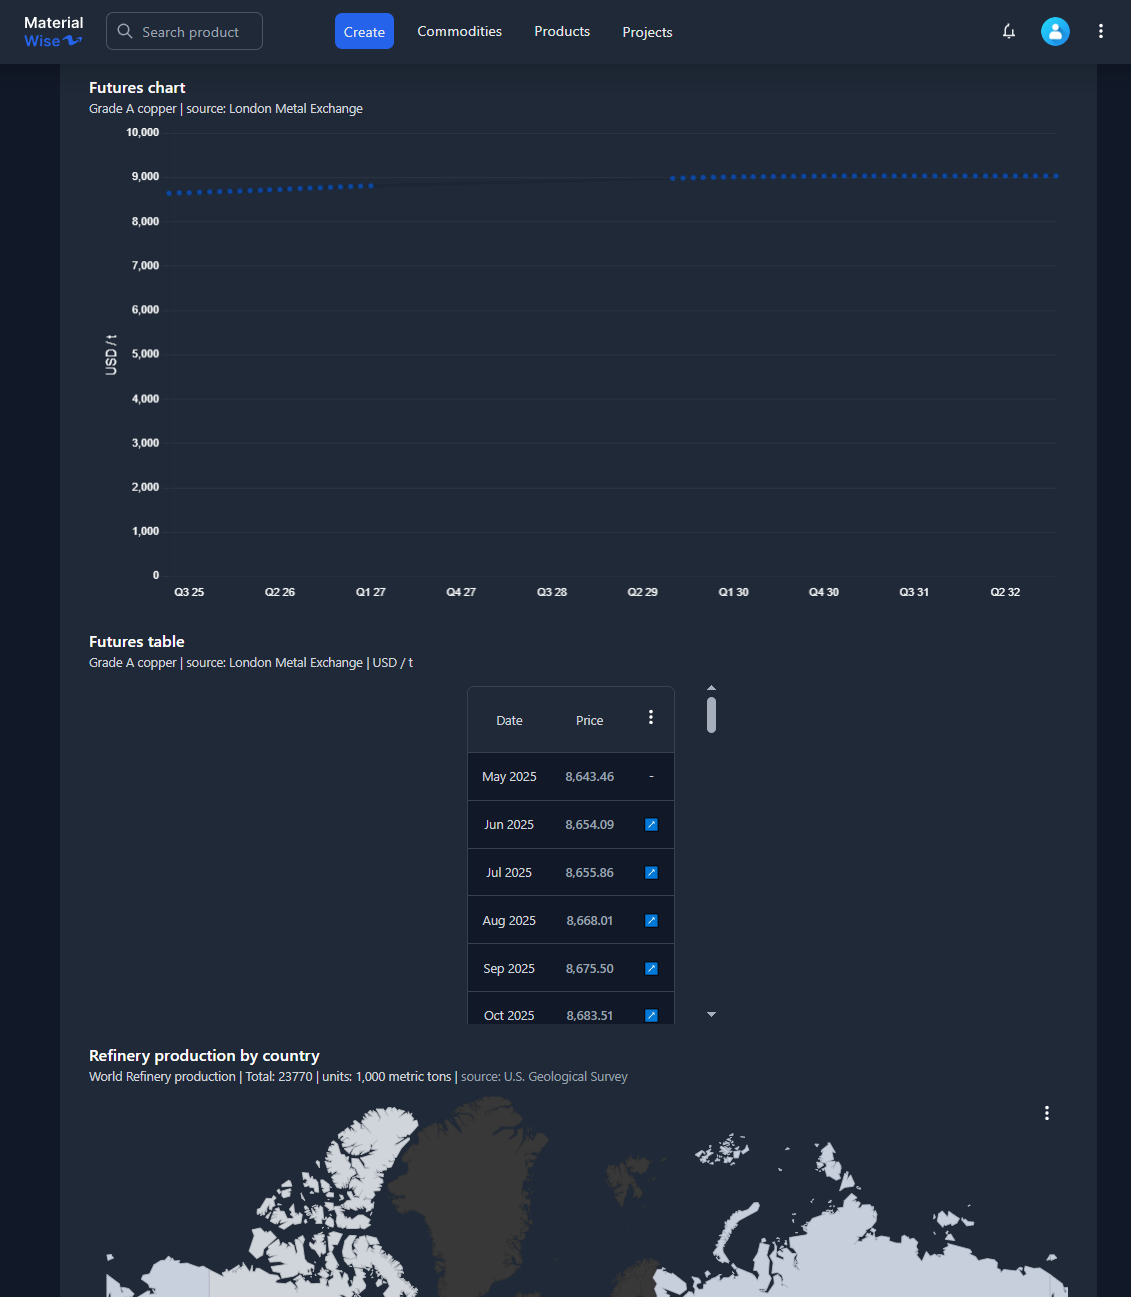 Material
Wise
Search product
Create
Commodities
Products
Projects
Futures chart
Grade A copper | source: London Metal Exchange
10,000
9,000
8,000
7,000
6,000
5,000
4,000
3,000
2,000
1,000
0
USD / t
Q3 25 Q2 26 Q1 27 Q4 27 Q3 28 Q2 29 Q1 30 Q4 30 Q3 31 Q2 32
Futures table
Grade A copper | source: London Metal Exchange | USD / t
Date Price
May 2025 8,643.46 -
Jun 2025 8,654.09
Jul 2025 8,655.86
Aug 2025 8,668.01
Sep 2025 8,675.50
Oct 2025 8,683.51
Refinery production by country
World Refinery production | Total: 23770 | units: 1,000 metric tons | source: U.S. Geological Survey